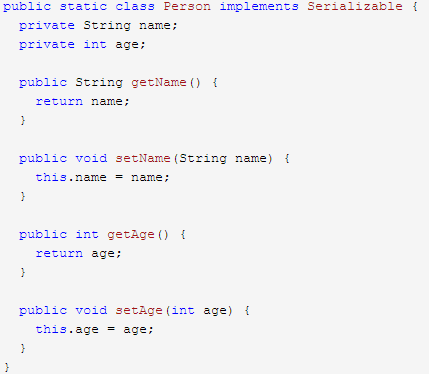 public static class Person implements Serializable {
  private String name;
  private int age;

  public String getName() {
    return name;
  }

  public void setName(String name) {
    this.name = name;
  }

  public int getAge() {
    return age;
  }

  public void setAge(int age) {
    this.age = age;
  }
}